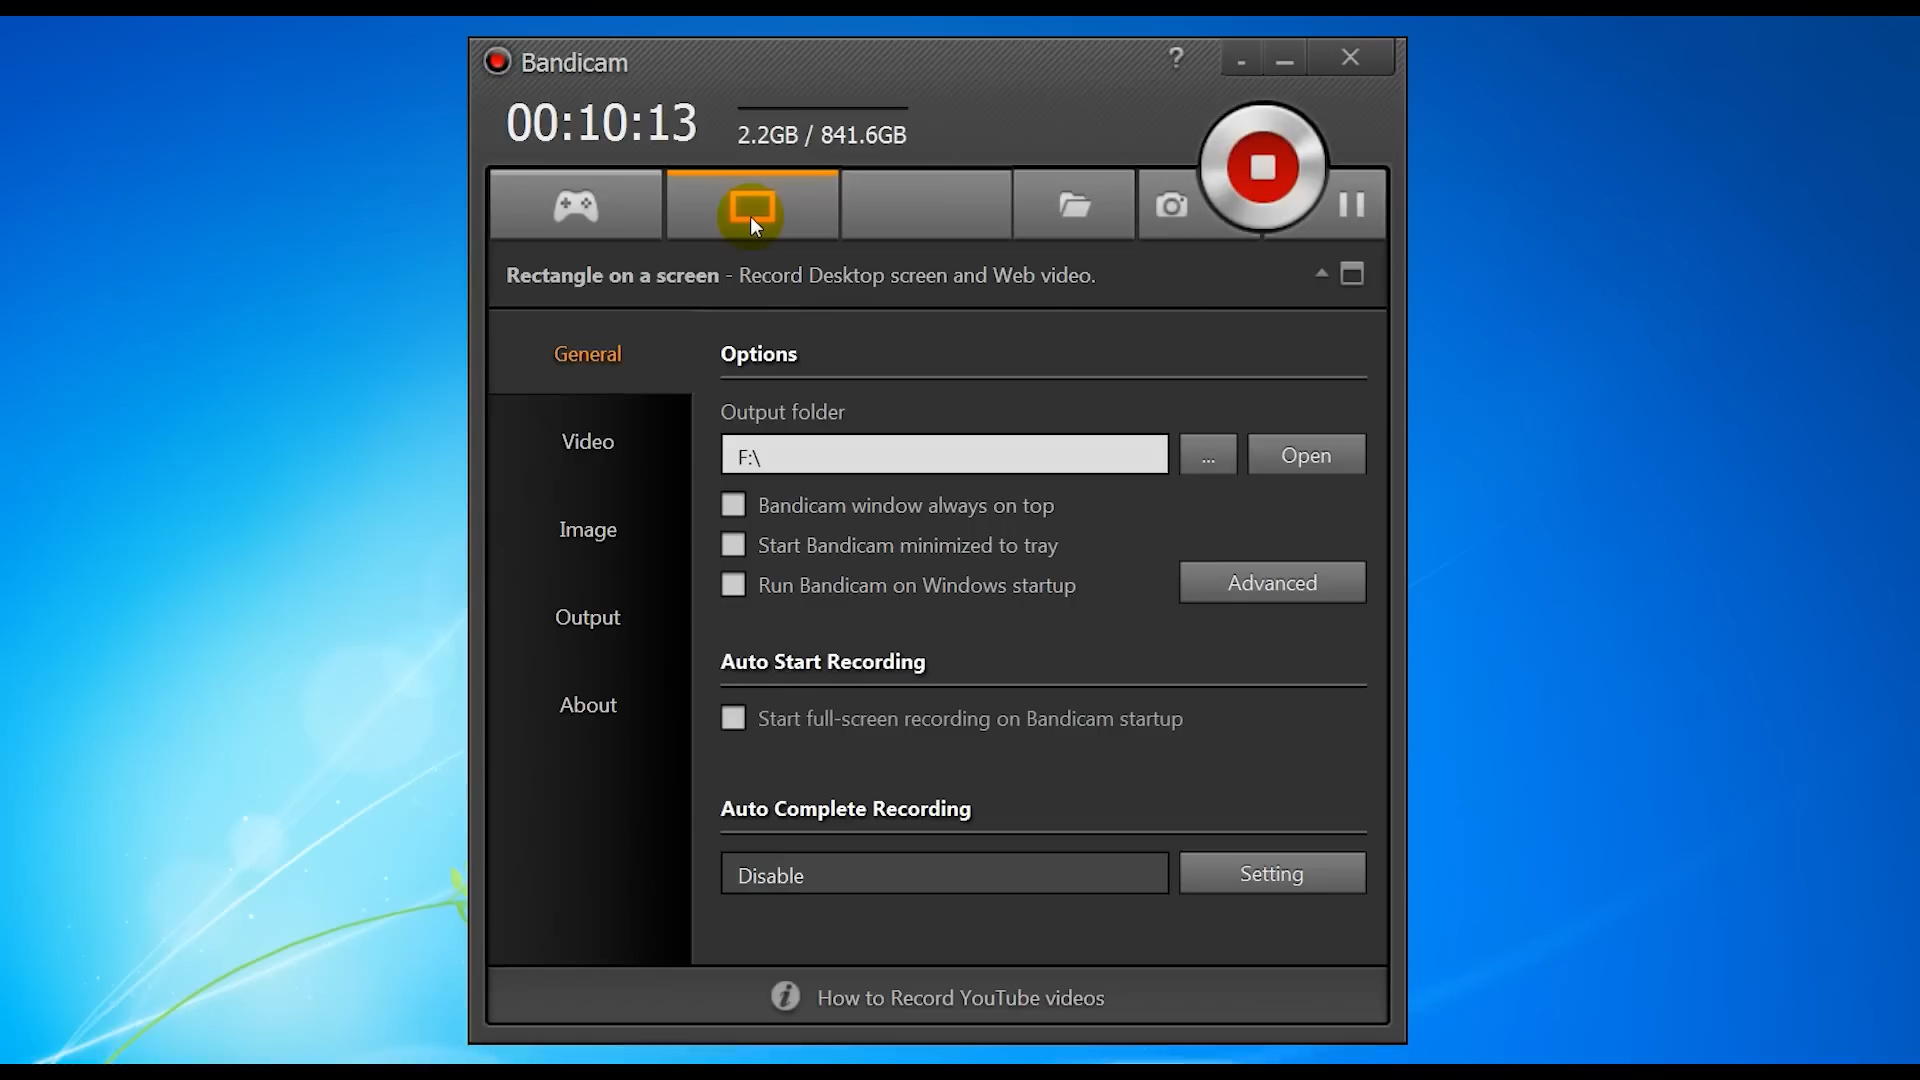 Bandicam
?
00:10:13
2.2GB / 841.6GB
Rectangle on a screen - Record Desktop screen and Web video.
General
Video
Image
Output
About
Options
Output folder
F:\
...
Open
Bandicam window always on top
Start Bandicam minimized to tray
Run Bandicam on Windows startup
Advanced
Auto Start Recording
Start full-screen recording on Bandicam startup
Auto Complete Recording
Disable
Setting
How to Record YouTube videos